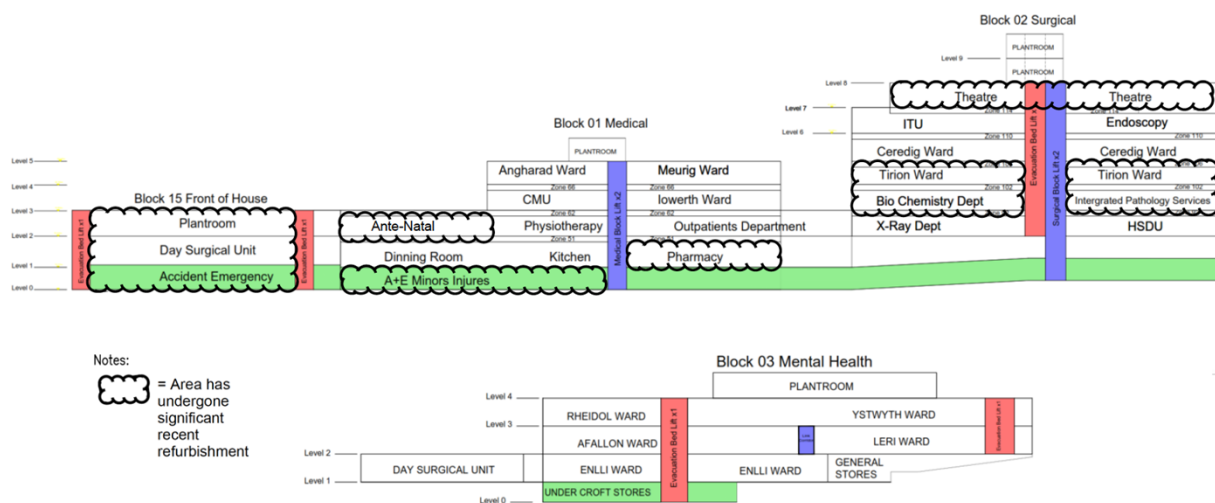 Block 02 Surgical
PLANTROOM
Level 9
PLANTROOM
Level 8
Theatre
Theatre
Level 7
Zone 114
Zone 114
ITU
Endoscopy
Block 01 Medical
Level 6
Zone 110
Zone 110
PLANTROOM
Ceredig Ward
Ceredig Ward
Level 5
Angharad Ward
Meurig Ward
Tirion Ward
Tirion Ward
Level 4
Zone 66
Zone 66
Zone 102
Zone 102
Block 15 Front of House
CMU
Iowerth Ward
Bio Chemistry Dept
Intergrated Pathology Services
Level 3
Zone 62
Zone 62
Plantroom
Ante-Natal
Physiotherapy
Outpatients Department
X-Ray Dept
HSDU
Level 2
Zone 51
Day Surgical Unit
Dinning Room
Kitchen
Pharmacy
Level 1
Accident Emergency
A+E Minors Injures
Level 0
Evacuation Bed Lift x1
Evacuation Bed Lift x1
Medical Block Lift x2
Evacuation Bed Lift x1
Surgical Block Lift x2
Notes:
= Area has
undergone
significant
recent
refurbishment
Block 03 Mental Health
PLANTROOM
Level 4
RHEIDOL WARD
YSTWYTH WARD
Level 3
AFALLON WARD
LERI WARD
Level 2
DAY SURGICAL UNIT
ENLLI WARD
ENLLI WARD
GENERAL
STORES
Level 1
UNDER CROFT STORES
Level 0
Evacuation Bed Lift x1
Evacuation Bed Lift x1